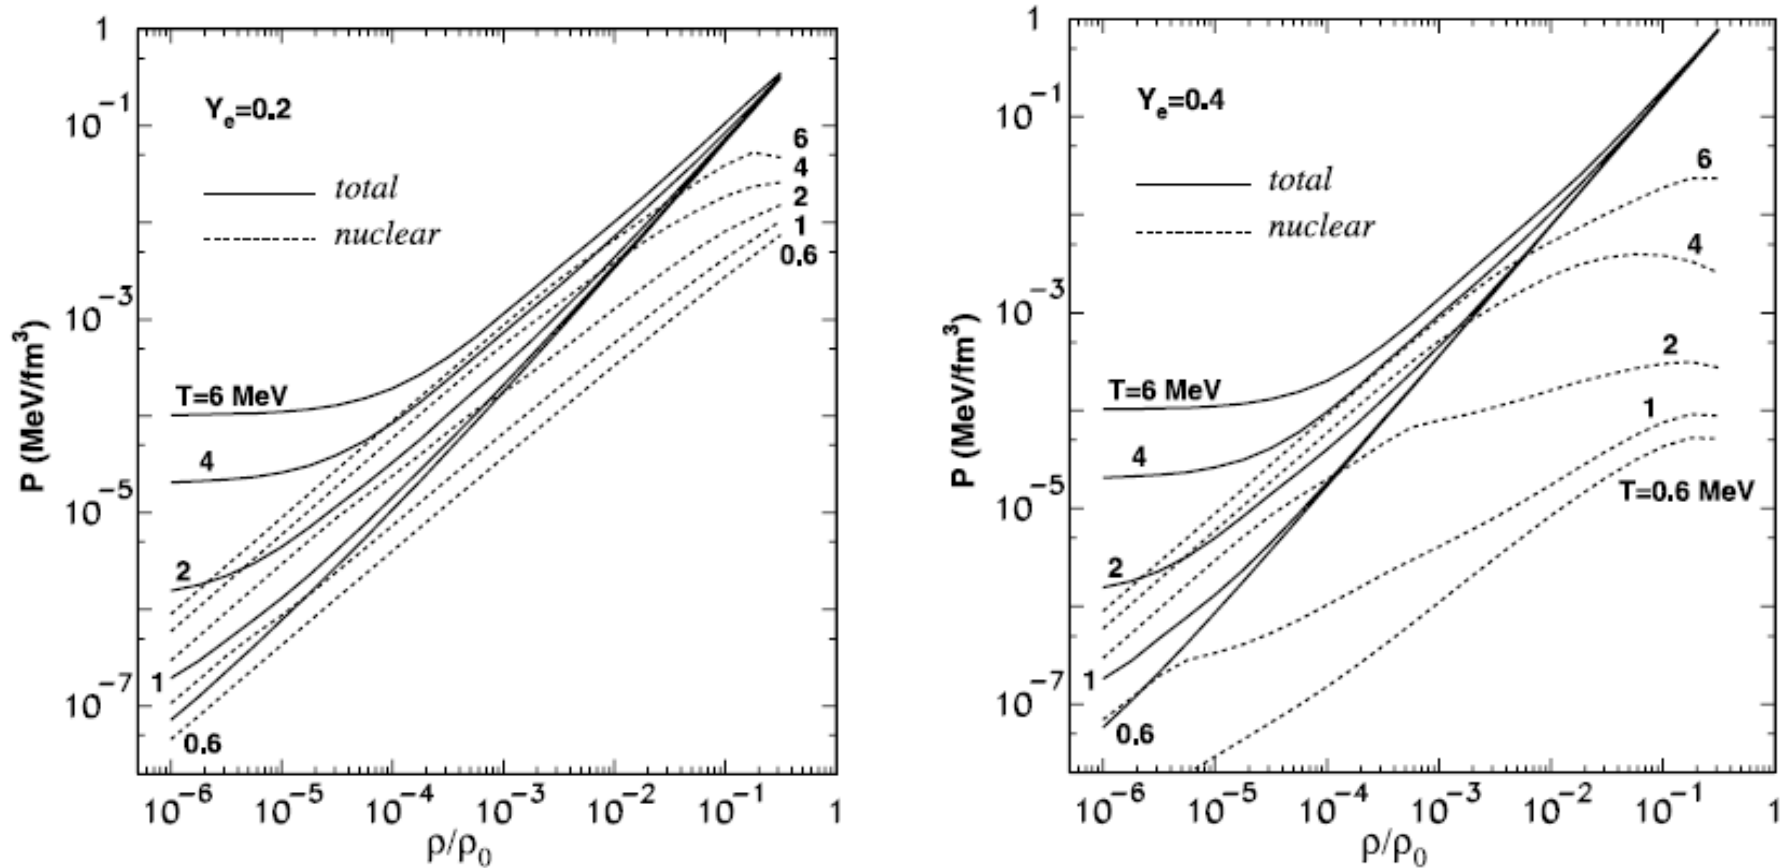 1
10⁻¹
10⁻³
10⁻⁵
10⁻⁷
P (MeV/fm³)
Yₑ=0.2
total
nuclear
6
4
2
1
0.6
T=6 MeV
4
2
1
0.6
10⁻⁶ 10⁻⁵ 10⁻⁴ 10⁻³ 10⁻² 10⁻¹ 1
ρ/ρ₀
1
10⁻¹
10⁻³
10⁻⁵
10⁻⁷
P (MeV/fm³)
Yₑ=0.4
total
nuclear
6
4
2
1
T=0.6 MeV
T=6 MeV
4
2
1
0.6
10⁻⁶ 10⁻⁵ 10⁻⁴ 10⁻³ 10⁻² 10⁻¹ 1
ρ/ρ₀